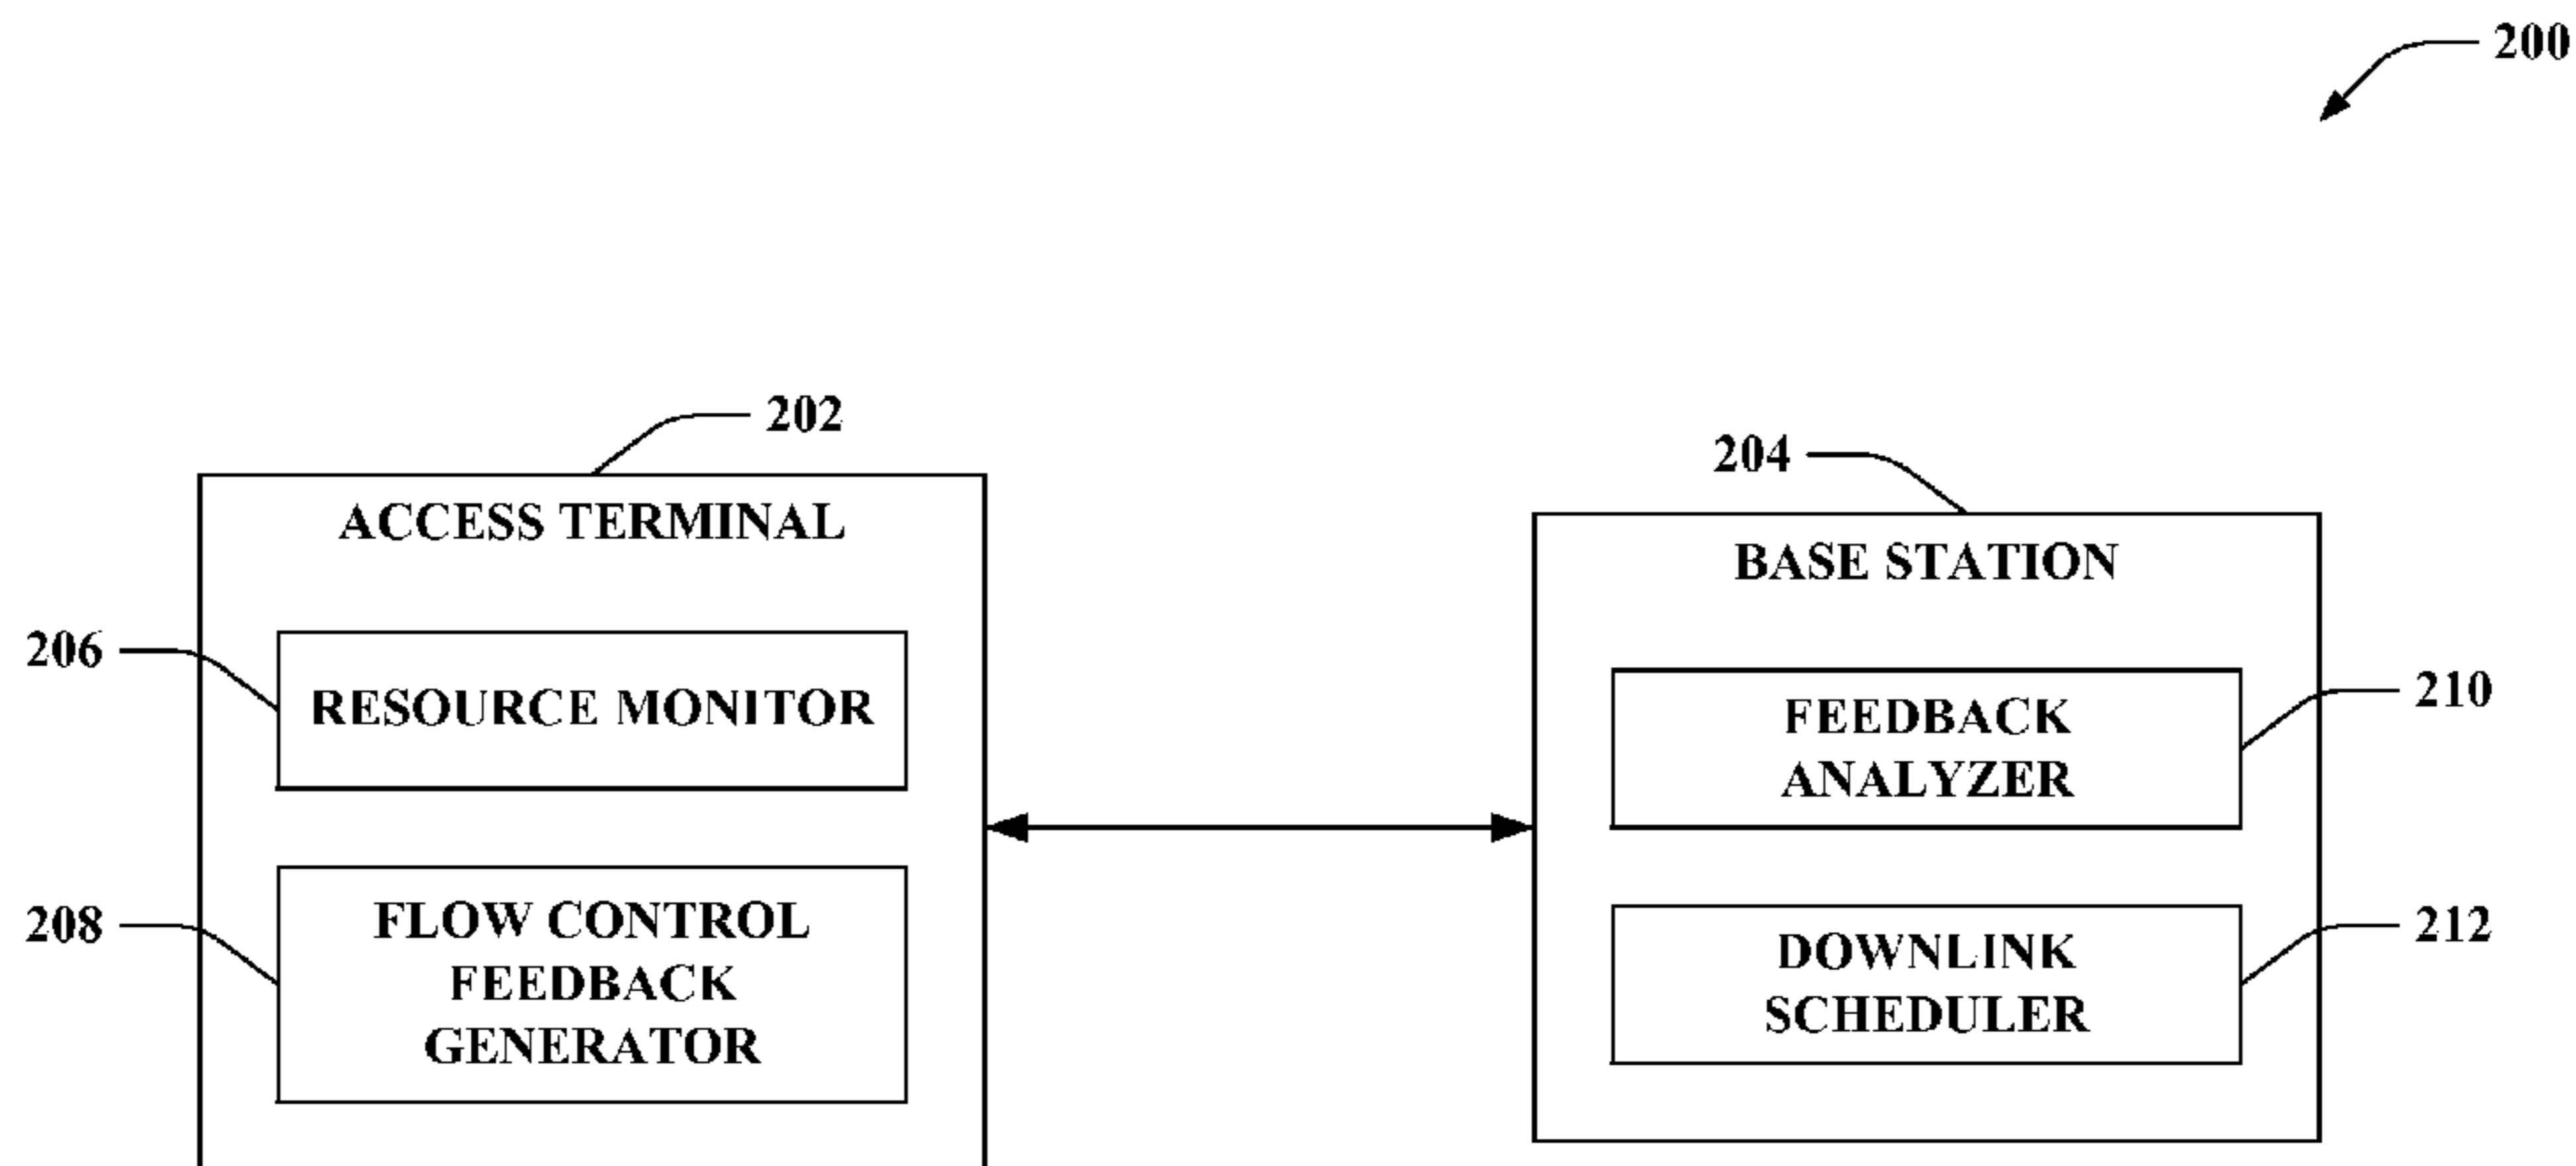 200
202
ACCESS TERMINAL
206
RESOURCE MONITOR
208
FLOW CONTROL
FEEDBACK
GENERATOR
204
BASE STATION
210
FEEDBACK
ANALYZER
212
DOWNLINK
SCHEDULER